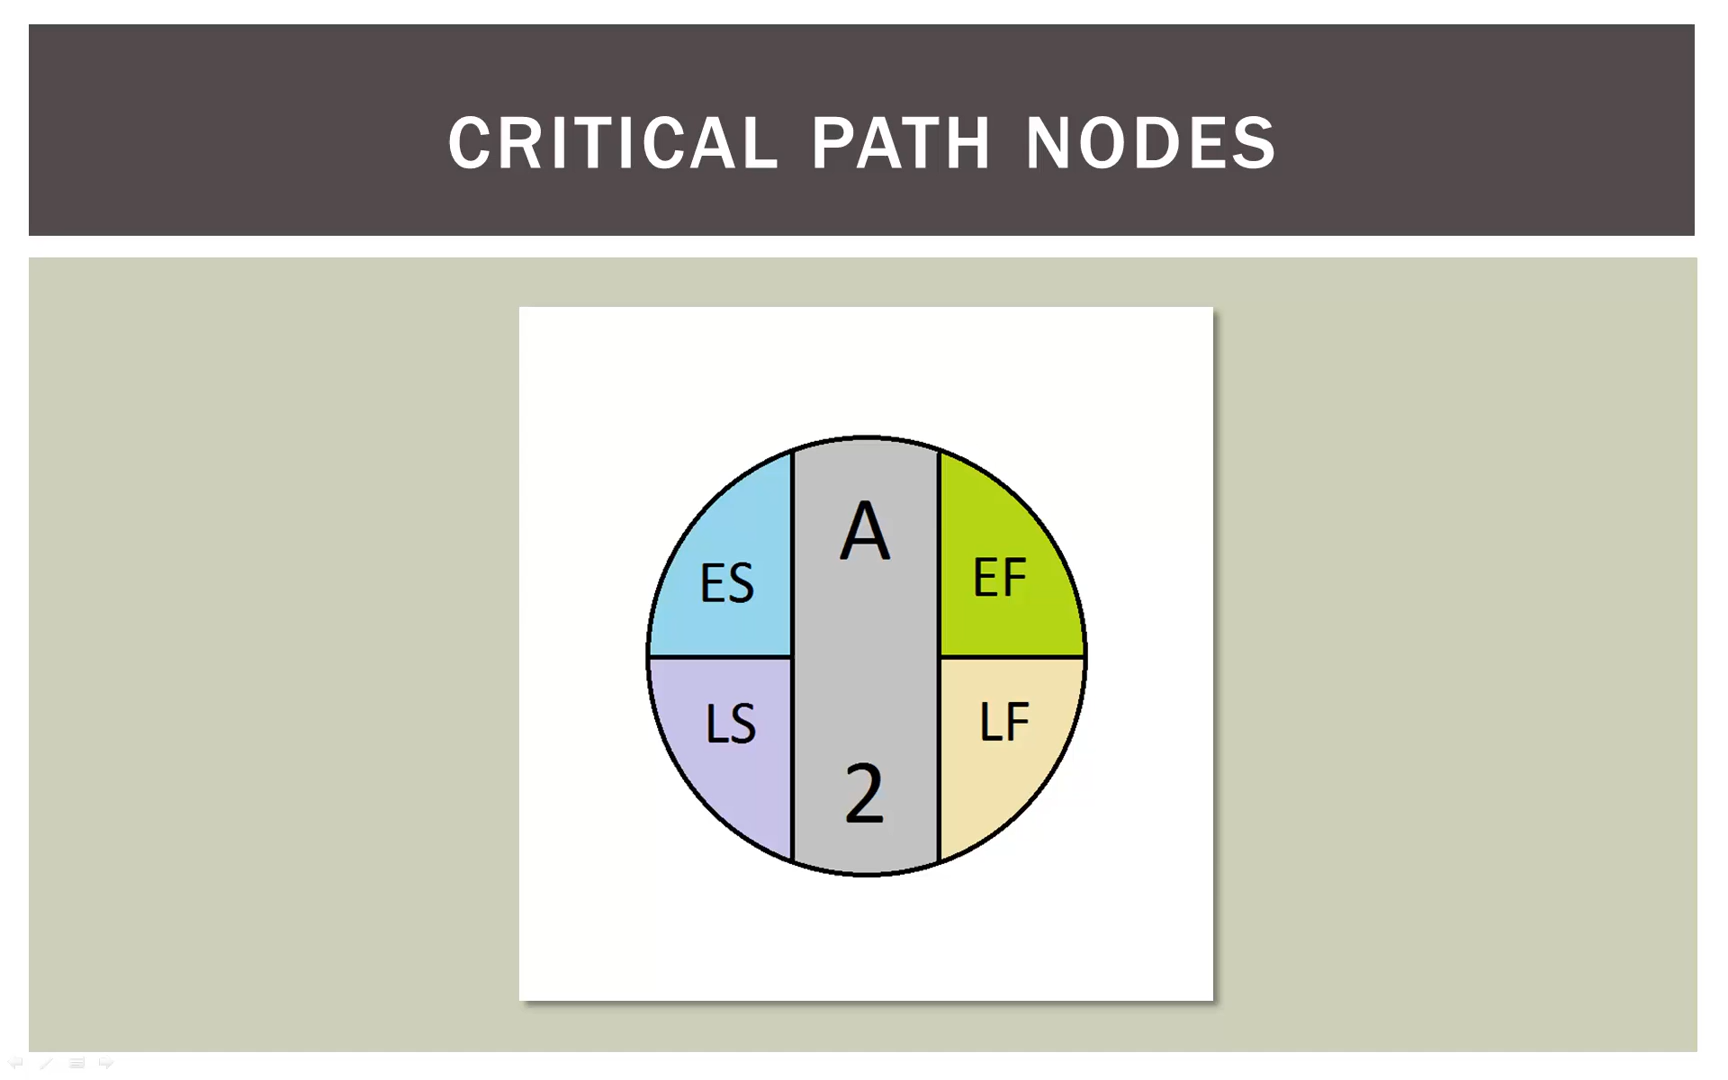 CRITICAL PATH NODES
A
ES
EF
LS
LF
2